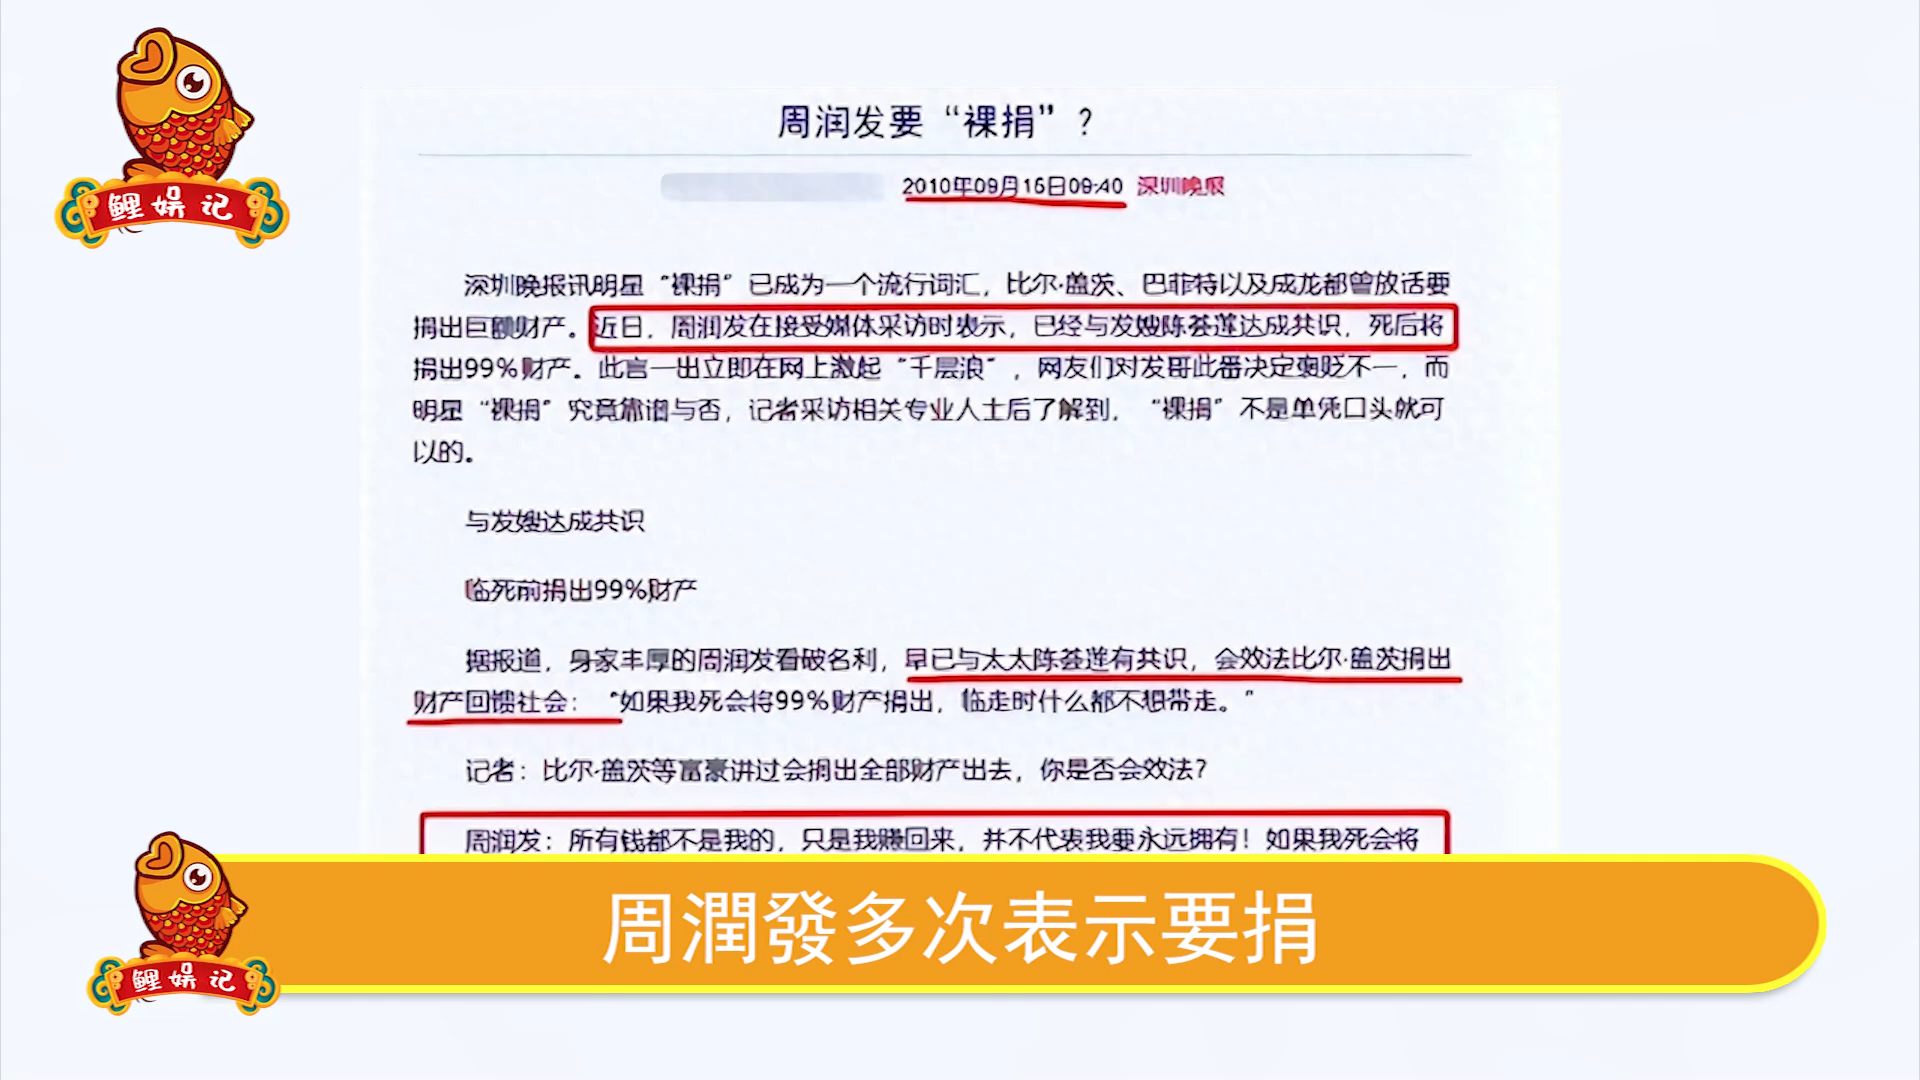 周润发要“裸捐”？
2010年09月16日09:40 深圳晚报
深圳晚报讯明星“裸捐”已成为一个流行词汇，比尔·盖茨、巴菲特以及成龙都曾放话要
捐出巨额财产。近日，周润发在接受媒体采访时表示，已经与发嫂陈荟莲达成共识，死后将
捐出99%财产。此言一出立即在网上激起“千层浪”，网友们对发哥此番决定褒贬不一，而
明星“裸捐”究竟靠谱与否，记者采访相关专业人士后了解到，“裸捐”不是单凭口头就可
以的。
与发嫂达成共识
临死前捐出99%财产
据报道，身家丰厚的周润发看破名利，早已与太太陈荟莲有共识，会效法比尔·盖茨捐出
财产回馈社会：“如果我死会将99%财产捐出，临走时什么都不想带走。”
记者：比尔·盖茨等富豪讲过会捐出全部财产出去，你是否会效法？
周润发：所有钱都不是我的，只是我赚回来，并不代表我要永远拥有！如果我死会将
周潤發多次表示要捐
鲤娱记
鲤娱记